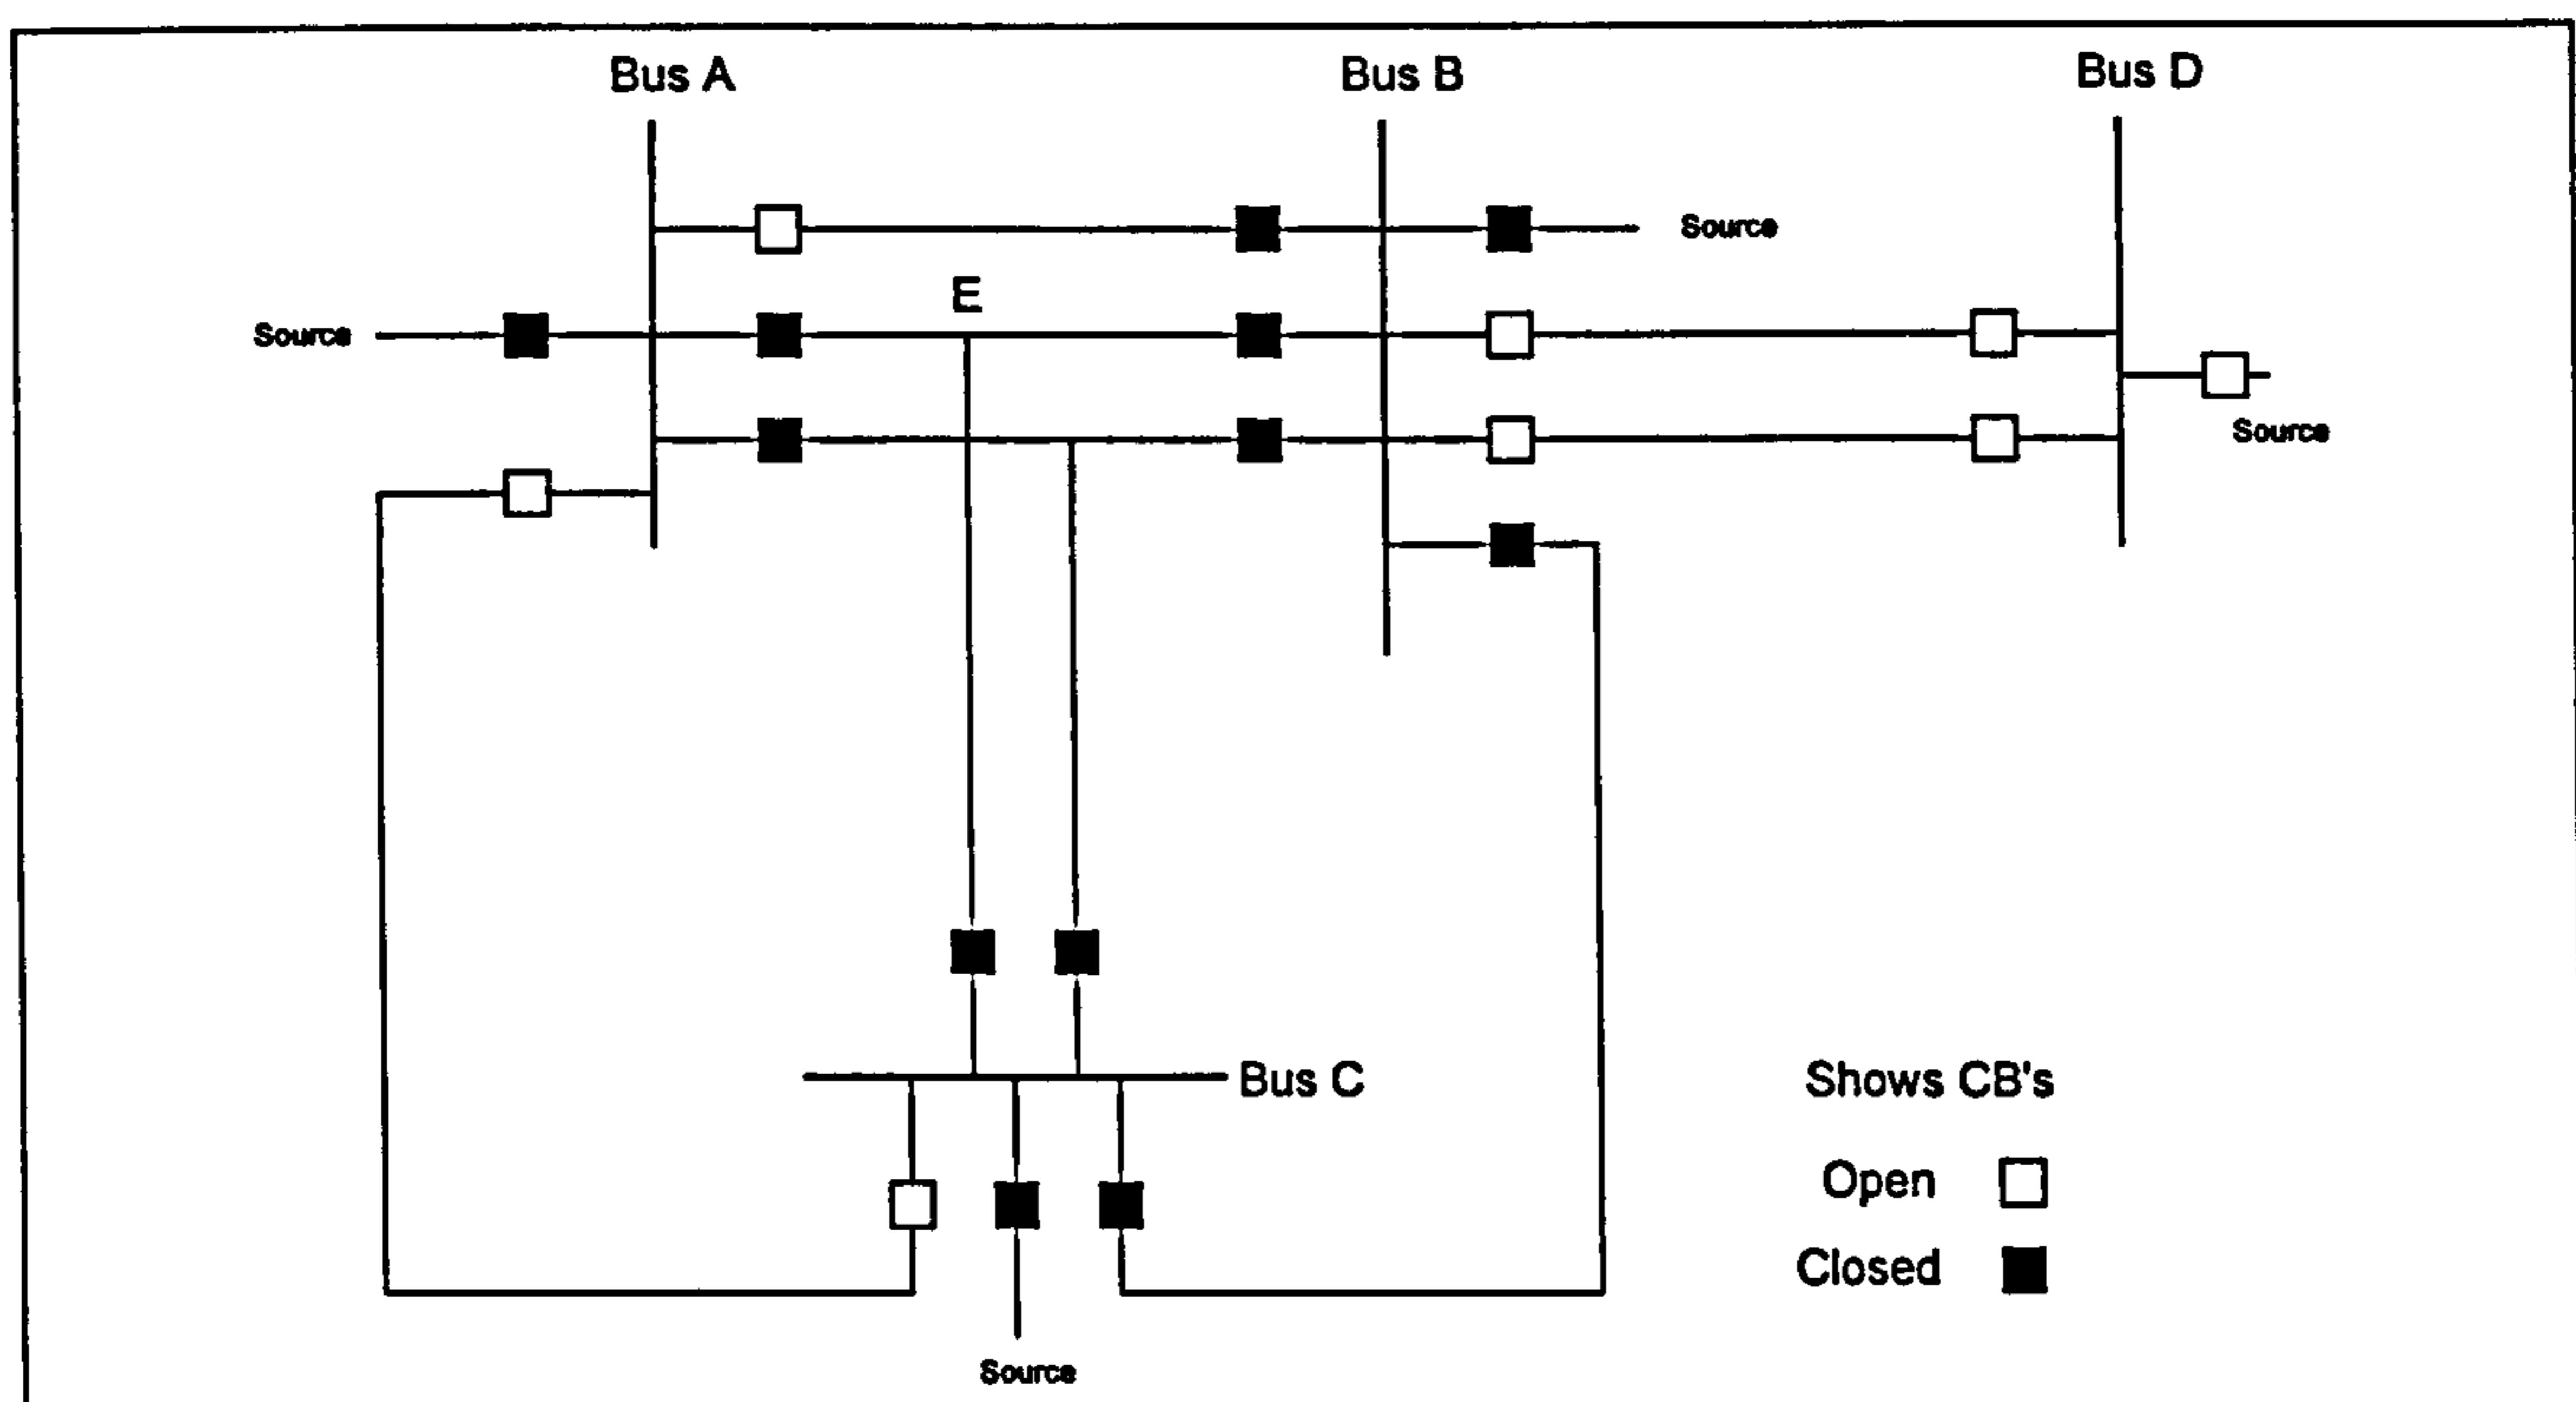 Bus A
Bus B
Bus D
Source
E
Source
Source
Bus C
Shows CB's
Open
Closed
Source